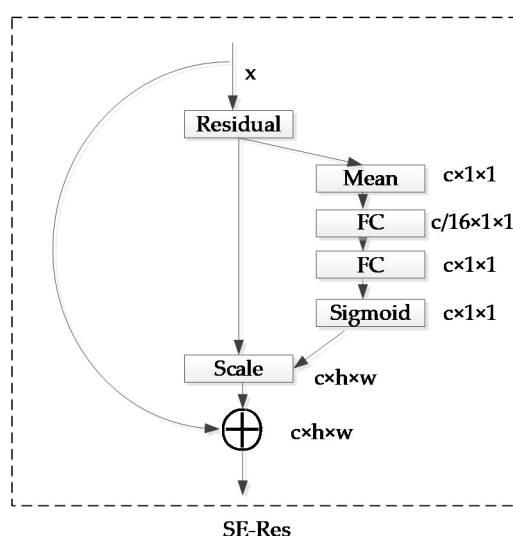 x
Residual
Mean c×1×1
FC c/16×1×1
FC c×1×1
Sigmoid c×1×1
Scale
c×h×w
c×h×w
SE-Res